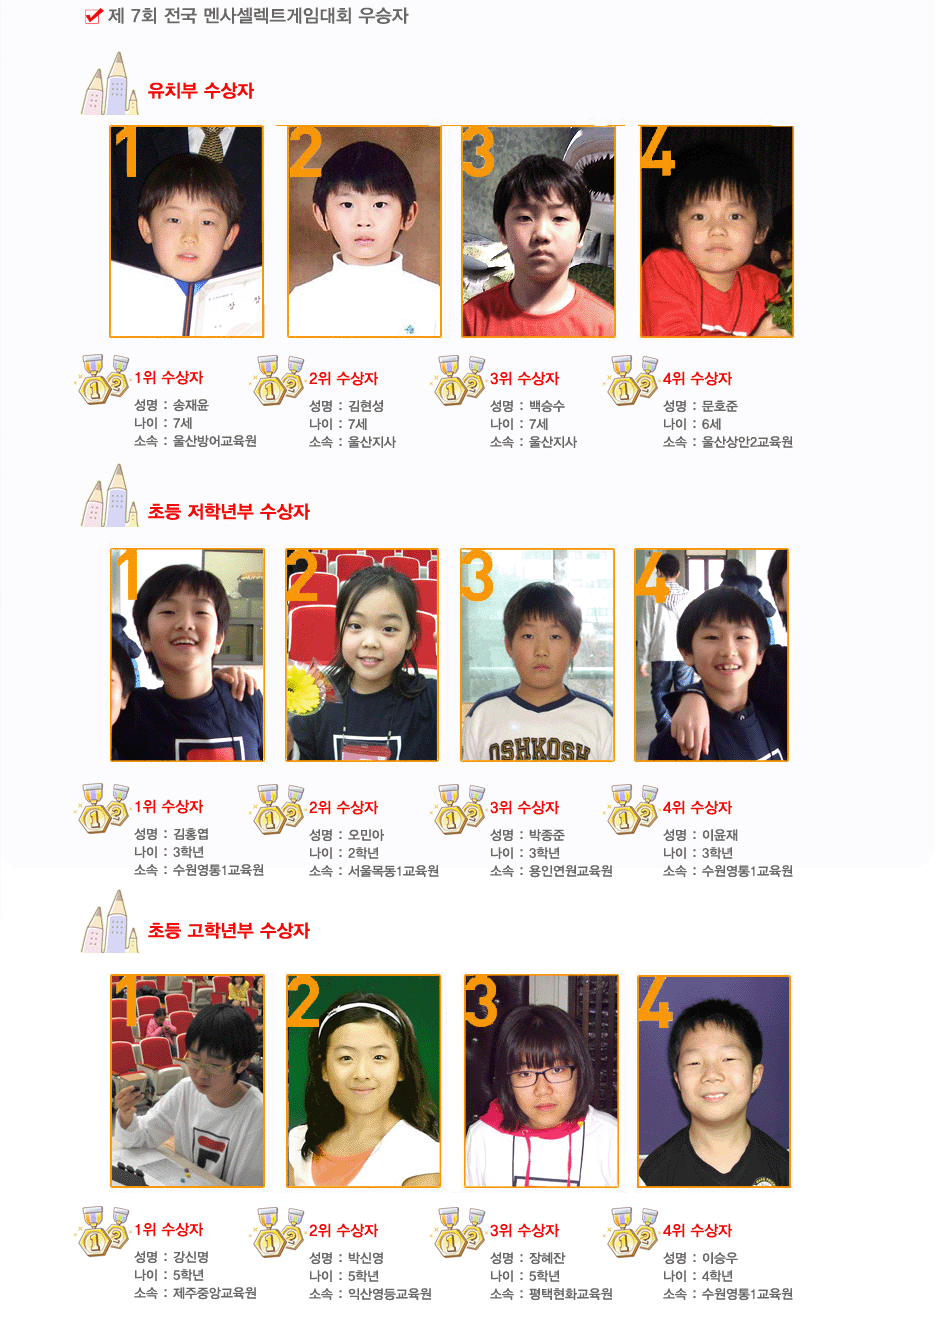 제 7회 전국 멘사셀렉트게임대회 우승자
유치부 수상자
1 2 3 4
상 장
1위 수상자 2위 수상자 3위 수상자 4위 수상자
성명 : 송재윤 성명 : 김현성 성명 : 백승수 성명 : 문호준
나이 : 7세 나이 : 7세 나이 : 7세 나이 : 6세
소속 : 울산방어교육원 소속 : 울산지사 소속 : 울산지사 소속 : 울산상안2교육원
초등 저학년부 수상자
1 2 3 4
OSHKOSH
1위 수상자 2위 수상자 3위 수상자 4위 수상자
성명 : 김홍엽 성명 : 오민아 성명 : 박종준 성명 : 이윤재
나이 : 3학년 나이 : 2학년 나이 : 3학년 나이 : 3학년
소속 : 수원영통1교육원 소속 : 서울목동1교육원 소속 : 용인연원교육원 소속 : 수원영통1교육원
초등 고학년부 수상자
1 2 3 4
1위 수상자 2위 수상자 3위 수상자 4위 수상자
성명 : 강신명 성명 : 박신영 성명 : 장혜잔 성명 : 이승우
나이 : 5학년 나이 : 5학년 나이 : 5학년 나이 : 4학년
소속 : 제주중앙교육원 소속 : 익산영등교육원 소속 : 평택현화교육원 소속 : 수원영통1교육원